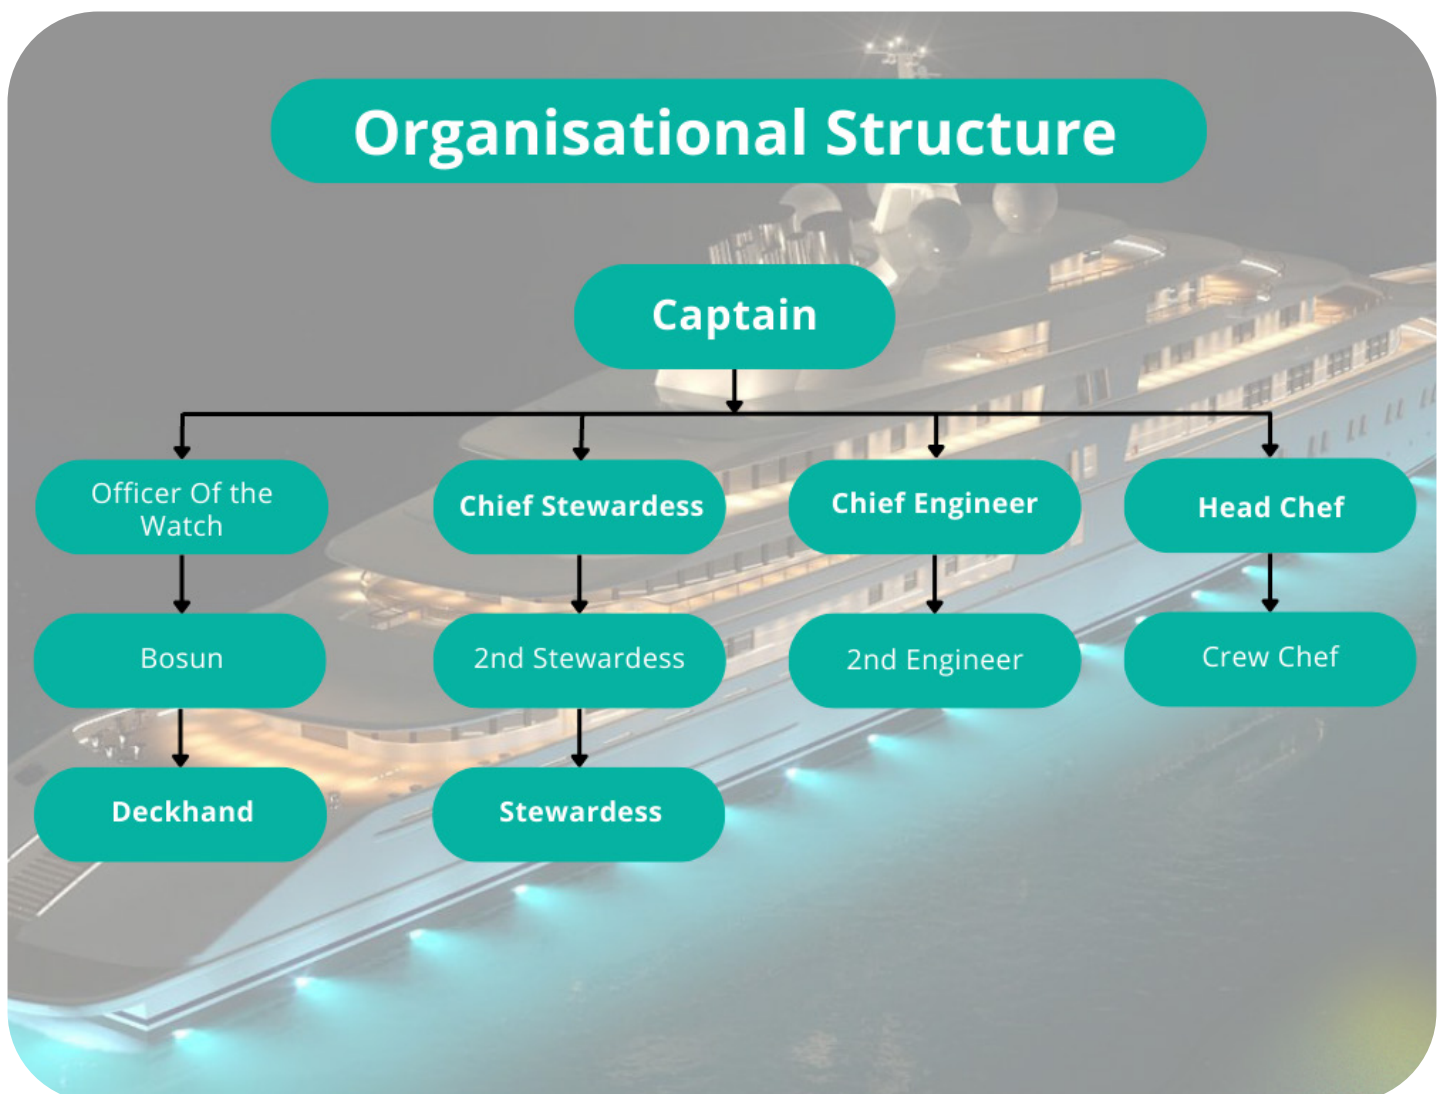 Organisational Structure
Captain
Officer Of the
Watch
Chief Stewardess
Chief Engineer
Head Chef
Bosun
2nd Stewardess
2nd Engineer
Crew Chef
Deckhand
Stewardess